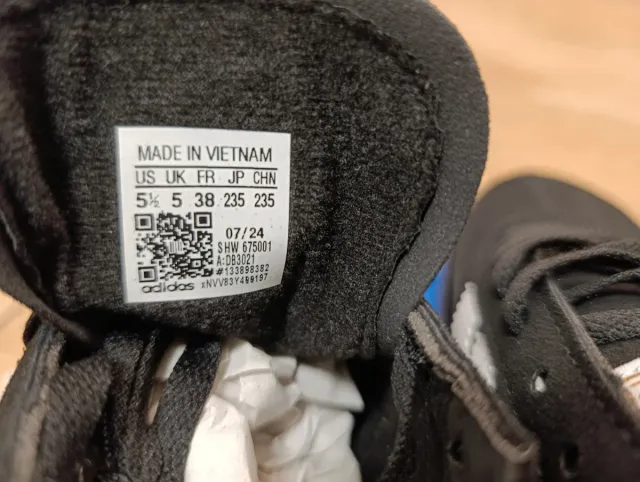 MADE IN VIETNAM
US UK FR JP CHN
5½ 5 38 235 235
07/24
SHW 675001
A:DB3021
#133898382
adidas xNVV83Y499197